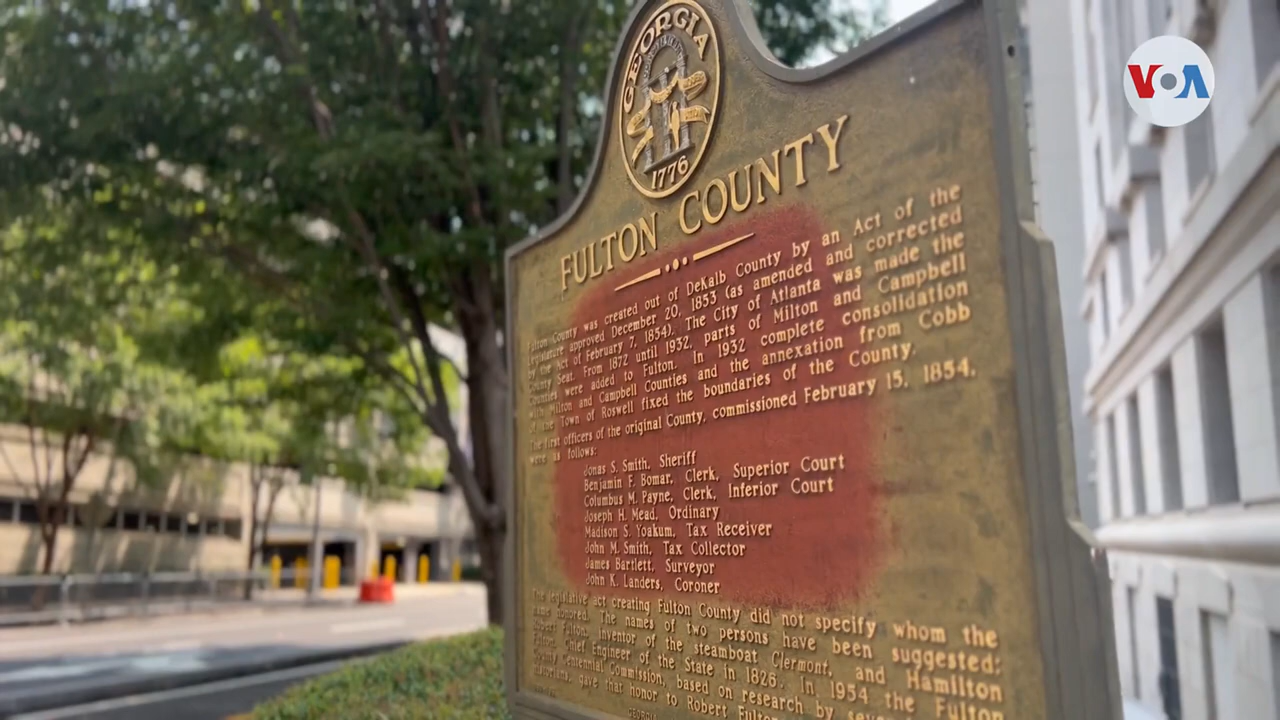 VOA
GEORGIA
1776
FULTON COUNTY
Fulton County was created out of DeKalb County by an Act of the
Legislature approved December 20, 1853 (as amended and corrected
by the Act of February 7, 1854). The City of Atlanta was made the
County Seat. From 1872 until 1932, parts of Milton and Campbell
Counties were added to Fulton. In 1932 complete consolidation
with Milton and Campbell Counties and the annexation from Cobb
of the Town of Roswell fixed the boundaries of the County.
The first officers of the original County, commissioned February 15, 1854,
were as follows:
Jonas S. Smith, Sheriff
Benjamin F. Bomar, Clerk, Superior Court
Columbus M. Payne, Clerk, Inferior Court
Joseph H. Mead, Ordinary
Madison S. Yoakum, Tax Receiver
John M. Smith, Tax Collector
James Bartlett, Surveyor
John K. Landers, Coroner
The legislative act creating Fulton County did not specify whom the
name honored. The names of two persons have been suggested:
Robert Fulton, inventor of the steamboat Clermont, and Hamilton
Fulton, Chief Engineer of the State in 1826. In 1954 the Fulton
County Centennial Commission, based on research by
historians, gave that honor to Robert